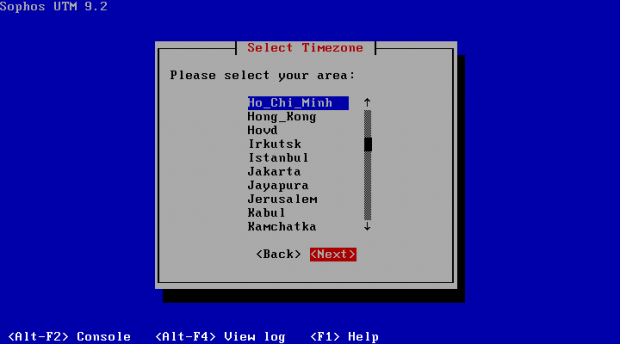 Sophos UTM 9.2
Select Timezone
Please select your area:
Ho_Chi_Minh
Hong_Kong
Hovd
Irkutsk
Istanbul
Jakarta
Jayapura
Jerusalem
Kabul
Kamchatka
<Back> <Next>
<Alt-F2> Console <Alt-F4> View log <F1> Help